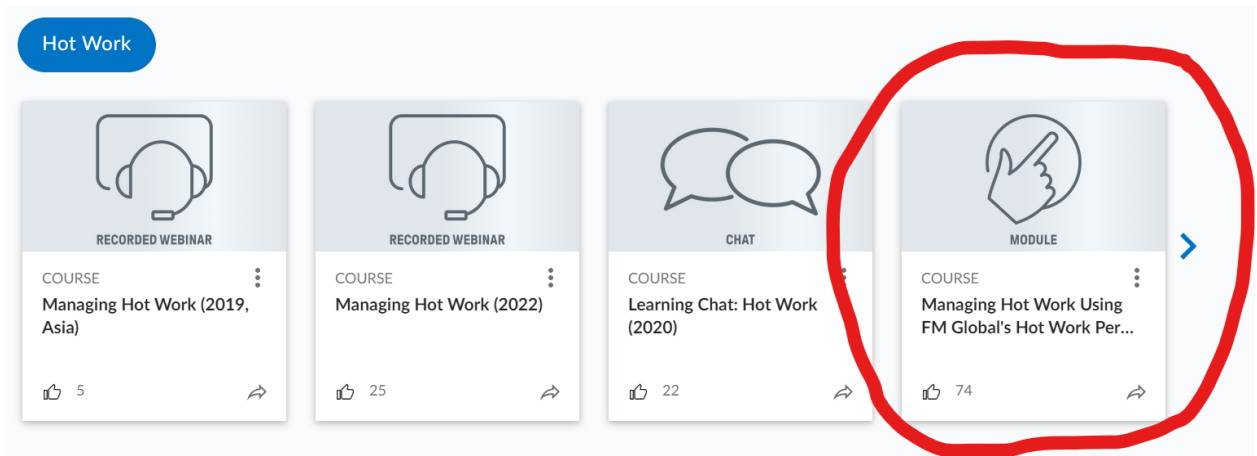 Hot Work
RECORDED WEBINAR
COURSE
Managing Hot Work (2019,
Asia)
5
RECORDED WEBINAR
COURSE
Managing Hot Work (2022)
25
CHAT
COURSE
Learning Chat: Hot Work
(2020)
22
MODULE
COURSE
Managing Hot Work Using
FM Global's Hot Work Per...
74